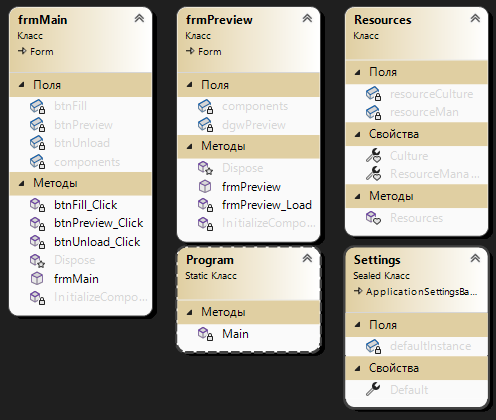 frmMain
Класс
Form
Поля
btnFill
btnPreview
btnUnload
components
Методы
btnFill_Click
btnPreview_Click
btnUnload_Click
Dispose
frmMain
InitializeCompo...
frmPreview
Класс
Form
Поля
components
dgwPreview
Методы
Dispose
frmPreview
frmPreview_Load
InitializeCompo...
Program
Static Класс
Методы
Main
Resources
Класс
Поля
resourceCulture
resourceMan
Свойства
Culture
ResourceMana...
Методы
Resources
Settings
Sealed Класс
ApplicationSettingsBa...
Поля
defaultInstance
Свойства
Default